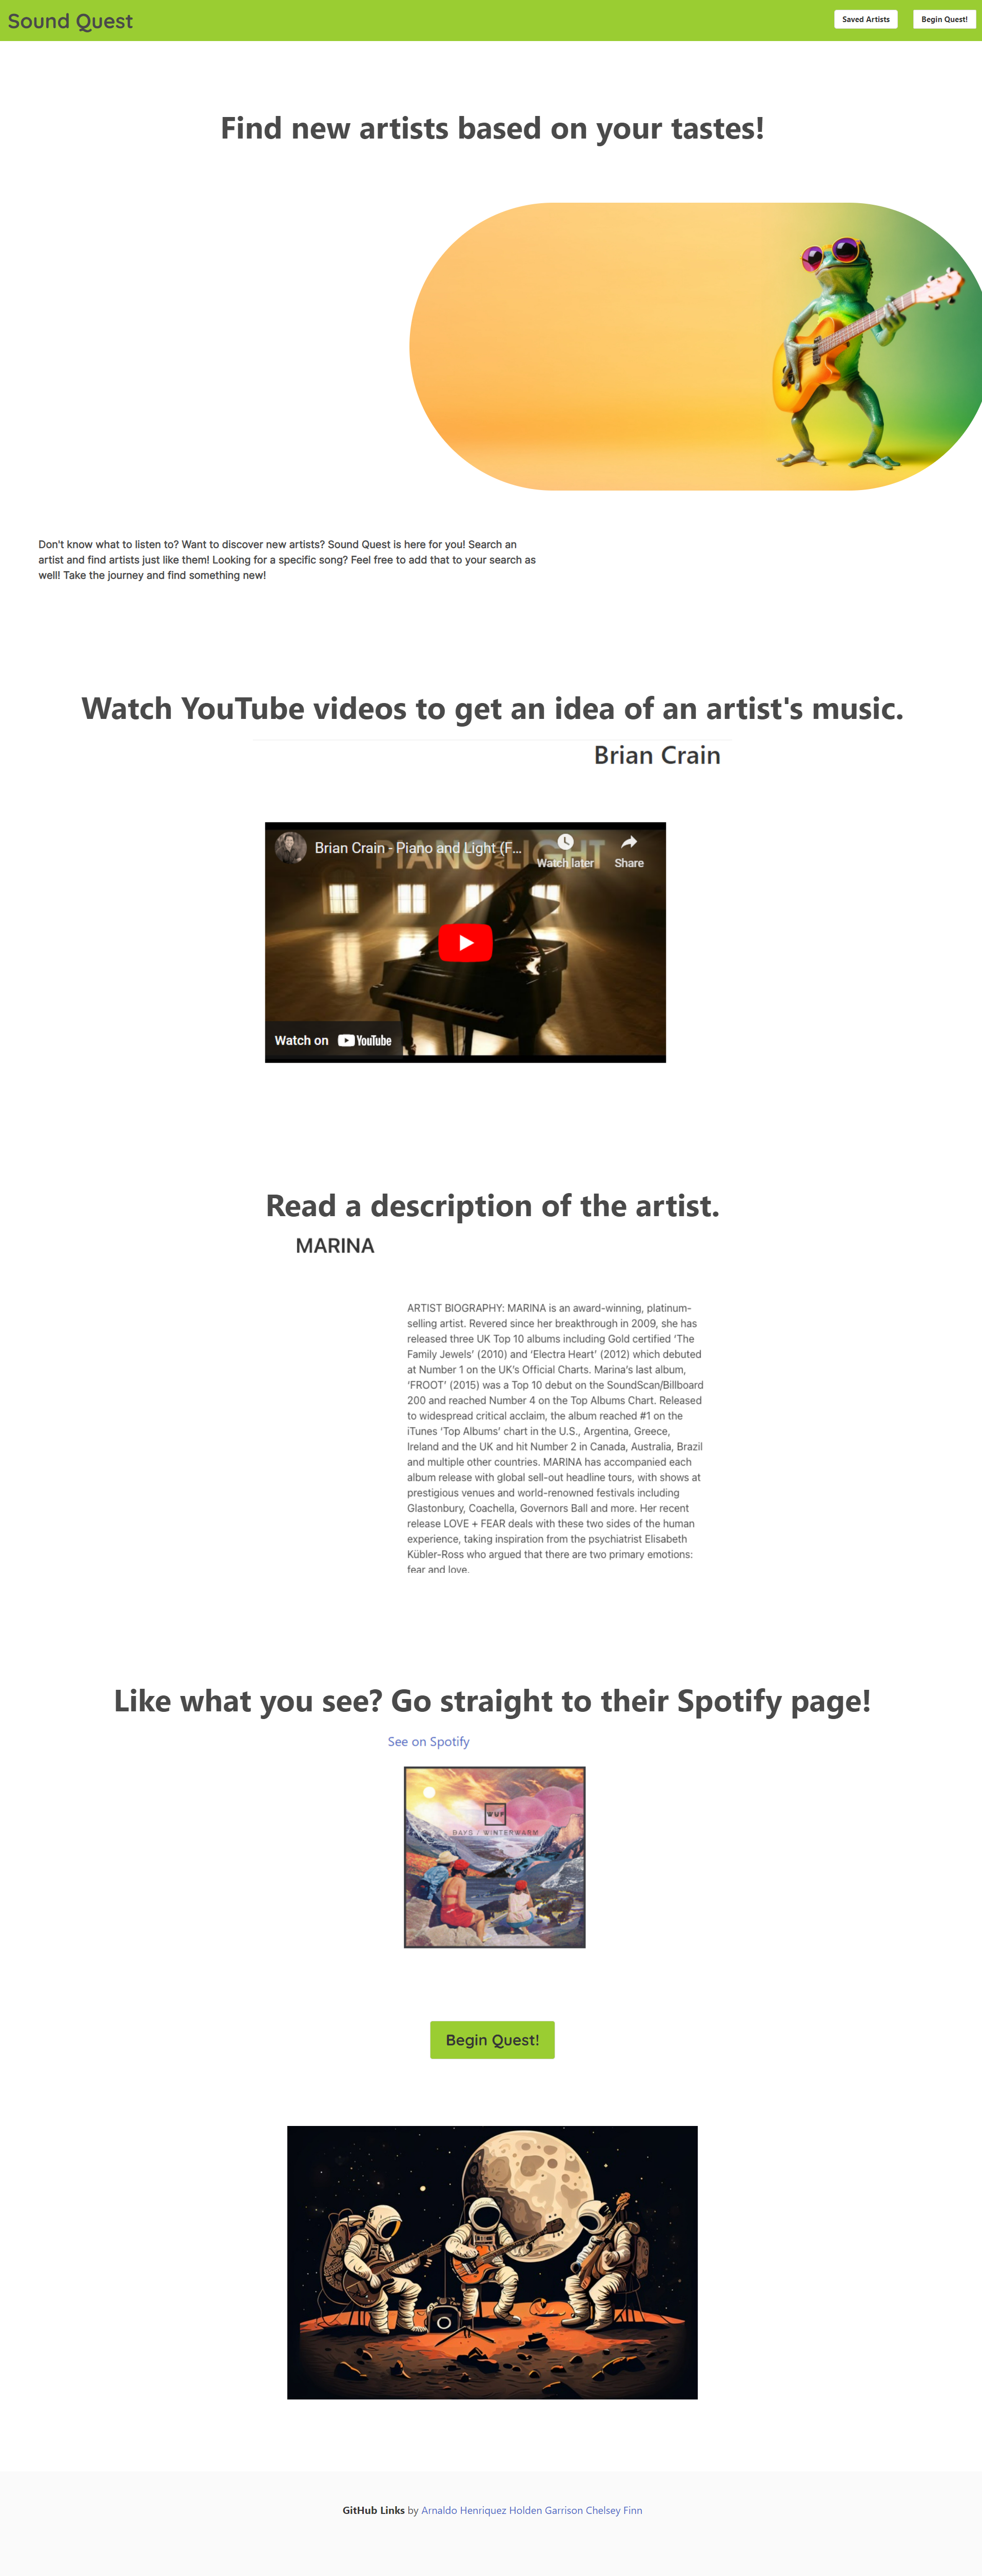 Sound Quest
Saved Artists
Begin Quest!
Find new artists based on your tastes!
Don't know what to listen to? Want to discover new artists? Sound Quest is here for you! Search an
artist and find artists just like them! Looking for a specific song? Feel free to add that to your search as
well! Take the journey and find something new!
Watch YouTube videos to get an idea of an artist's music.
Brian Crain
PIANO AND LIGHT
Brian Crain - Piano and Light (F...
Watch later
Share
Watch on YouTube
Read a description of the artist.
MARINA
ARTIST BIOGRAPHY: MARINA is an award-winning, platinum-
selling artist. Revered since her breakthrough in 2009, she has
released three UK Top 10 albums including Gold certified ‘The
Family Jewels’ (2010) and ‘Electra Heart’ (2012) which debuted
at Number 1 on the UK’s Official Charts. Marina’s last album,
‘FROOT’ (2015) was a Top 10 debut on the SoundScan/Billboard
200 and reached Number 4 on the Top Albums Chart. Released
to widespread critical acclaim, the album reached #1 on the
iTunes ‘Top Albums’ chart in the U.S., Argentina, Greece,
Ireland and the UK and hit Number 2 in Canada, Australia, Brazil
and multiple other countries. MARINA has accompanied each
album release with global sell-out headline tours, with shows at
prestigious venues and world-renowned festivals including
Glastonbury, Coachella, Governors Ball and more. Her recent
release LOVE + FEAR deals with these two sides of the human
experience, taking inspiration from the psychiatrist Elisabeth
Kübler-Ross who argued that there are two primary emotions:
fear and love.
Like what you see? Go straight to their Spotify page!
See on Spotify
WUF
DAYS : WINTERWARM
Begin Quest!
GitHub Links by Arnaldo Henriquez Holden Garrison Chelsey Finn